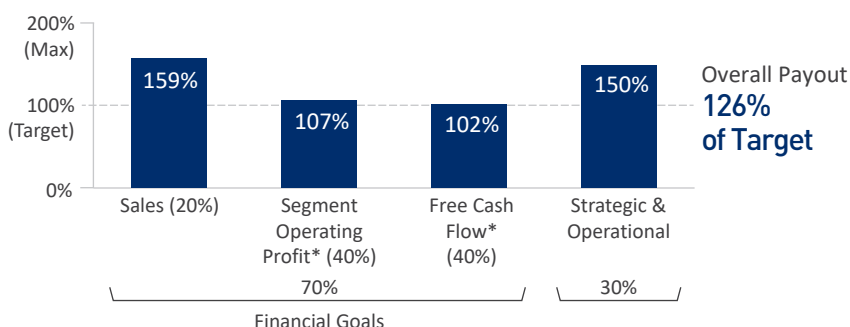 200%
(Max)
100%
(Target)
0%
159%
107%
102%
150%
Overall Payout
126%
of Target
Sales (20%)
Segment
Operating
Profit* (40%)
Free Cash
Flow*
(40%)
Strategic &
Operational
70%
30%
Financial Goals